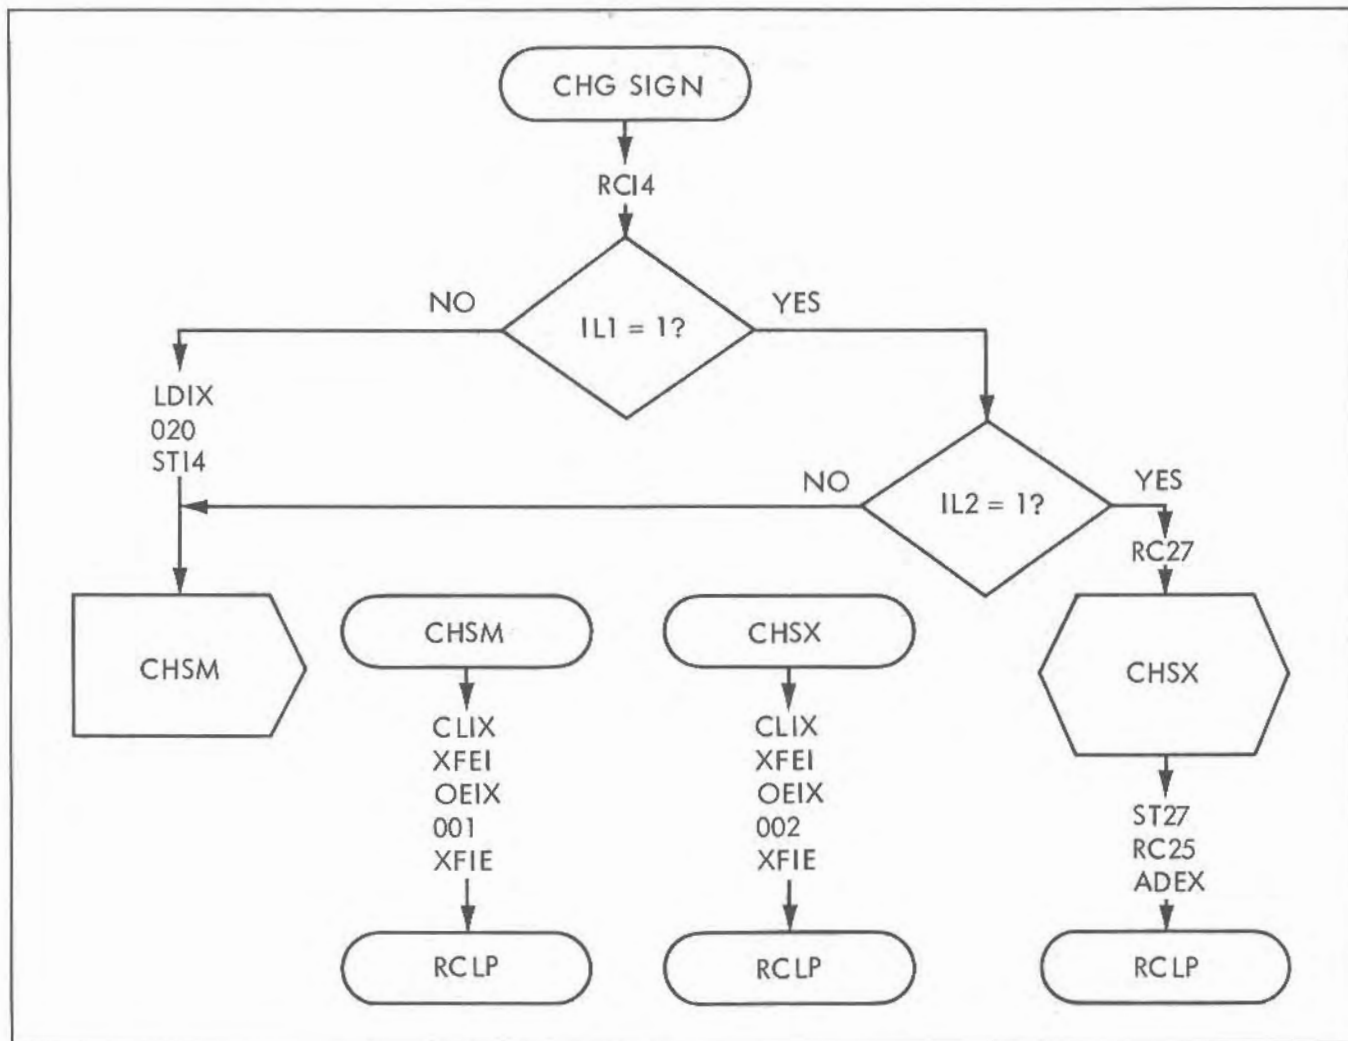 CHG SIGN
RCI4
NO
YES
IL1 = 1?
LDIX
020
STI4
NO
YES
IL2 = 1?
RC27
CHSM
CHSM
CHSX
CHSX
CLIX
XFEI
OEIX
001
XFIE
CLIX
XFEI
OEIX
002
XFIE
ST27
RC25
ADEX
RCLP
RCLP
RCLP